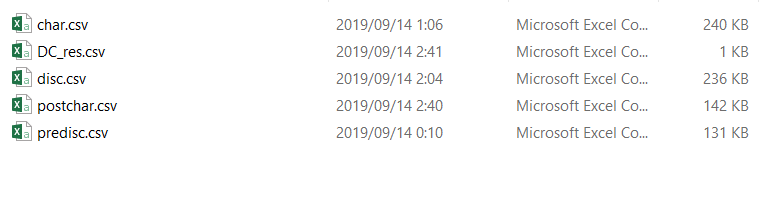 char.csv 2019/09/14 1:06 Microsoft Excel Co... 240 KB
DC_res.csv 2019/09/14 2:41 Microsoft Excel Co... 1 KB
disc.csv 2019/09/14 2:04 Microsoft Excel Co... 236 KB
postchar.csv 2019/09/14 2:40 Microsoft Excel Co... 142 KB
predisc.csv 2019/09/14 0:10 Microsoft Excel Co... 131 KB